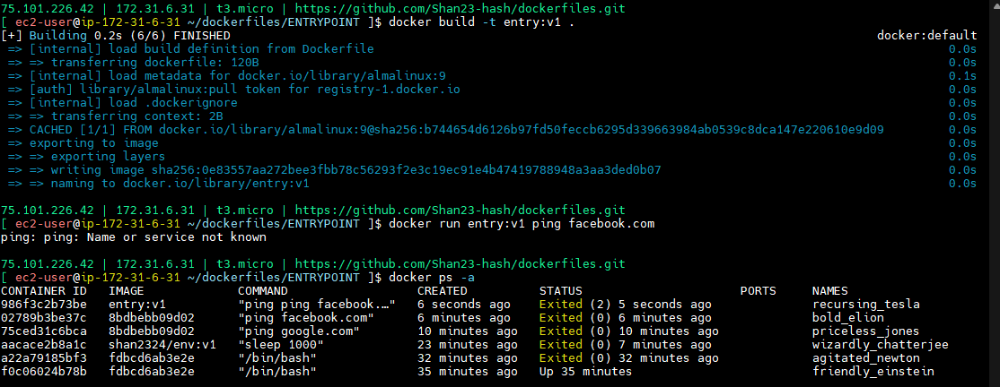 75.101.226.42 | 172.31.6.31 | t3.micro | https://github.com/Shan23-hash/dockerfiles.git
[ ec2-user@ip-172-31-6-31 ~/dockerfiles/ENTRYPOINT ]$ docker build -t entry:v1 .
[+] Building 0.2s (6/6) FINISHED docker:default
=> [internal] load build definition from Dockerfile 0.0s
=> => transferring dockerfile: 120B 0.0s
=> [internal] load metadata for docker.io/library/almalinux:9 0.1s
=> [auth] library/almalinux:pull token for registry-1.docker.io 0.0s
=> [internal] load .dockerignore 0.0s
=> => transferring context: 2B 0.0s
=> CACHED [1/1] FROM docker.io/library/almalinux:9@sha256:b744654d6126b97fd50feccb6295d339663984ab0539c8dca147e220610e9d09 0.0s
=> exporting to image 0.0s
=> => exporting layers 0.0s
=> => writing image sha256:0e83557aa272bee3fbb78c56293f2e3c19ec91e4b47419788948a3aa3ded0b07 0.0s
=> => naming to docker.io/library/entry:v1 0.0s
75.101.226.42 | 172.31.6.31 | t3.micro | https://github.com/Shan23-hash/dockerfiles.git
[ ec2-user@ip-172-31-6-31 ~/dockerfiles/ENTRYPOINT ]$ docker run entry:v1 ping facebook.com
ping: ping: Name or service not known
75.101.226.42 | 172.31.6.31 | t3.micro | https://github.com/Shan23-hash/dockerfiles.git
[ ec2-user@ip-172-31-6-31 ~/dockerfiles/ENTRYPOINT ]$ docker ps -a
CONTAINER ID IMAGE COMMAND CREATED STATUS PORTS NAMES
986f3c2b73be entry:v1 "ping ping facebook.…" 6 seconds ago Exited (2) 5 seconds ago recursing_tesla
02789b3be37c 8bdbebb09d02 "ping facebook.com" 6 minutes ago Exited (0) 6 minutes ago bold_elion
75ced31c6bca 8bdbebb09d02 "ping google.com" 10 minutes ago Exited (0) 10 minutes ago priceless_jones
aacace2b8a1c shan2324/env:v1 "sleep 1000" 23 minutes ago Exited (0) 7 minutes ago wizardly_chatterjee
a22a79185bf3 fdbcd6ab3e2e "/bin/bash" 32 minutes ago Exited (0) 32 minutes ago agitated_newton
f0c06024b78b fdbcd6ab3e2e "/bin/bash" 35 minutes ago Up 35 minutes friendly_einstein